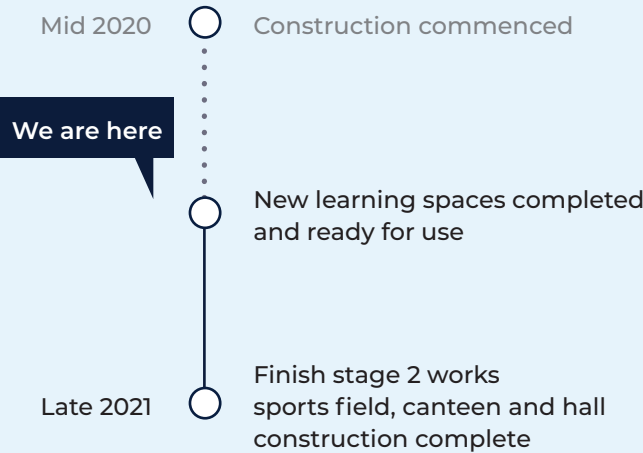 Mid 2020
Construction commenced
We are here
New learning spaces completed
and ready for use
Late 2021
Finish stage 2 works
sports field, canteen and hall
construction complete